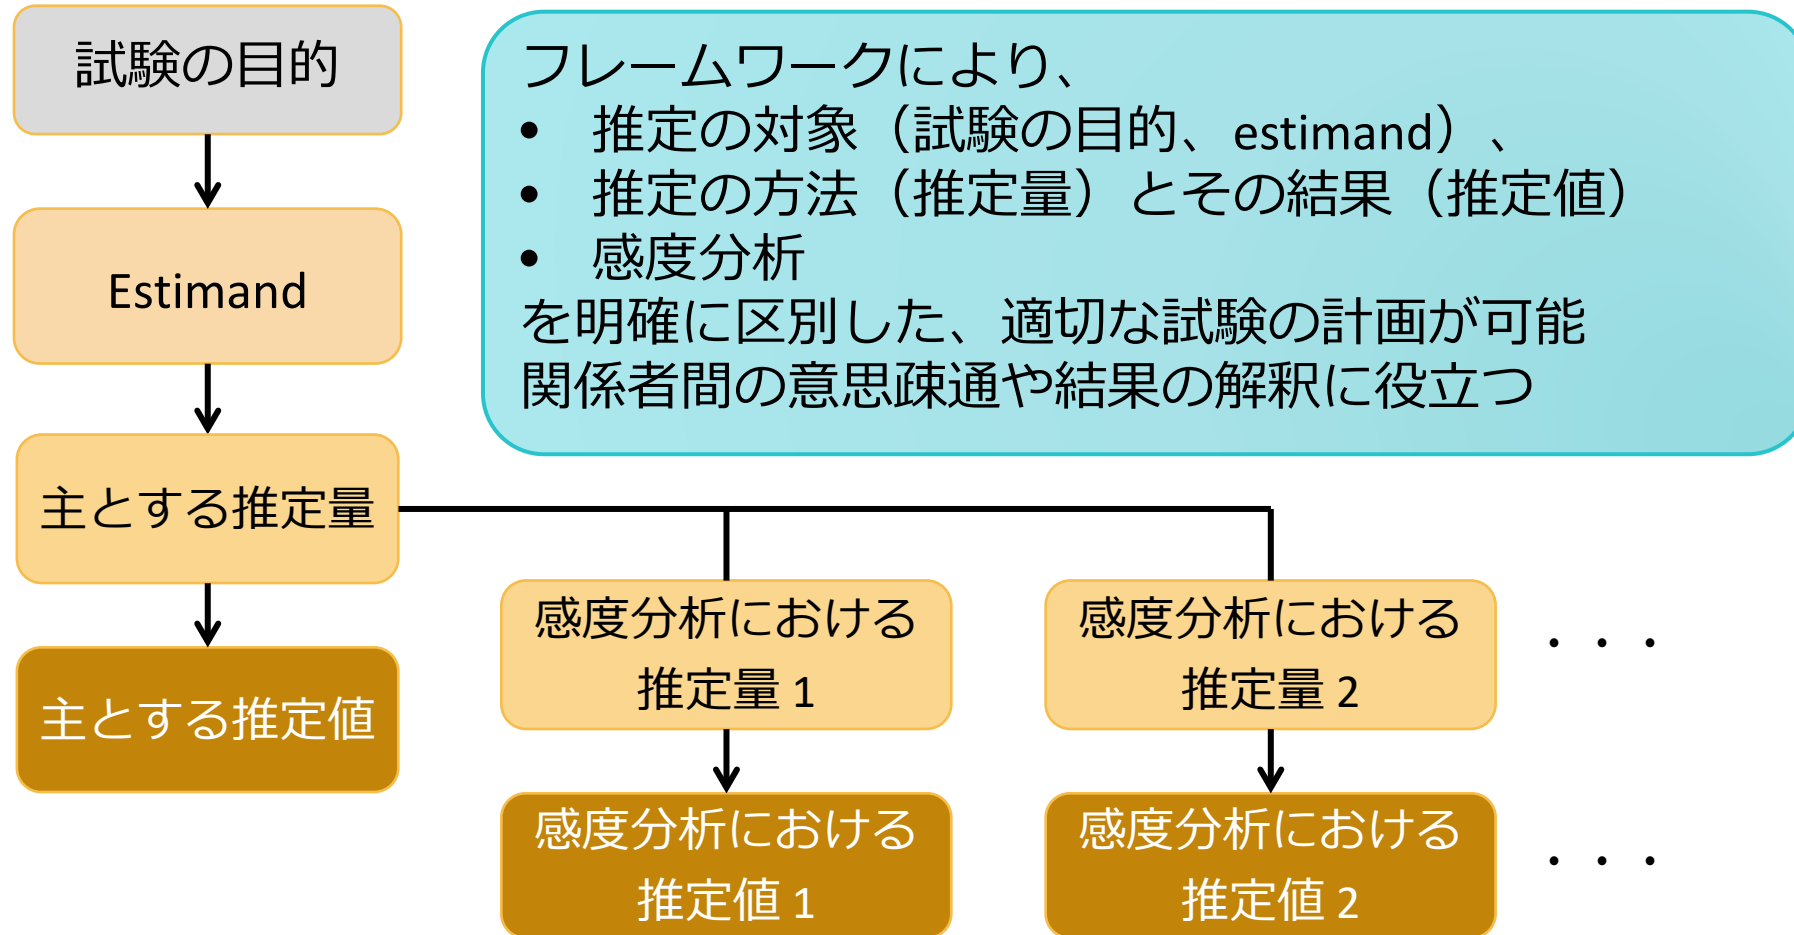 試験の目的
Estimand
主とする推定量
主とする推定値
フレームワークにより、
• 推定の対象（試験の目的、estimand）、
• 推定の方法（推定量）とその結果（推定値）
• 感度分析
を明確に区別した、適切な試験の計画が可能
関係者間の意思疎通や結果の解釈に役立つ
感度分析における
推定量 1
感度分析における
推定量 2
・・・
感度分析における
推定値 1
感度分析における
推定値 2
・・・